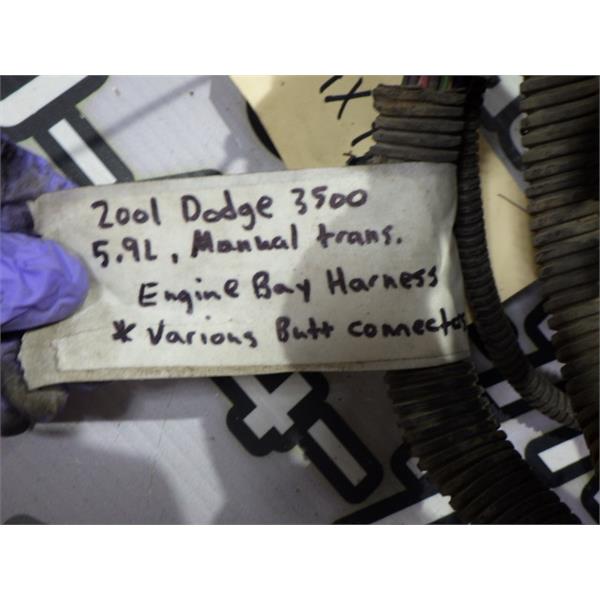 2001 Dodge 3500
5.9L, Manual trans.
Engine Bay Harness
* Various Butt connectors